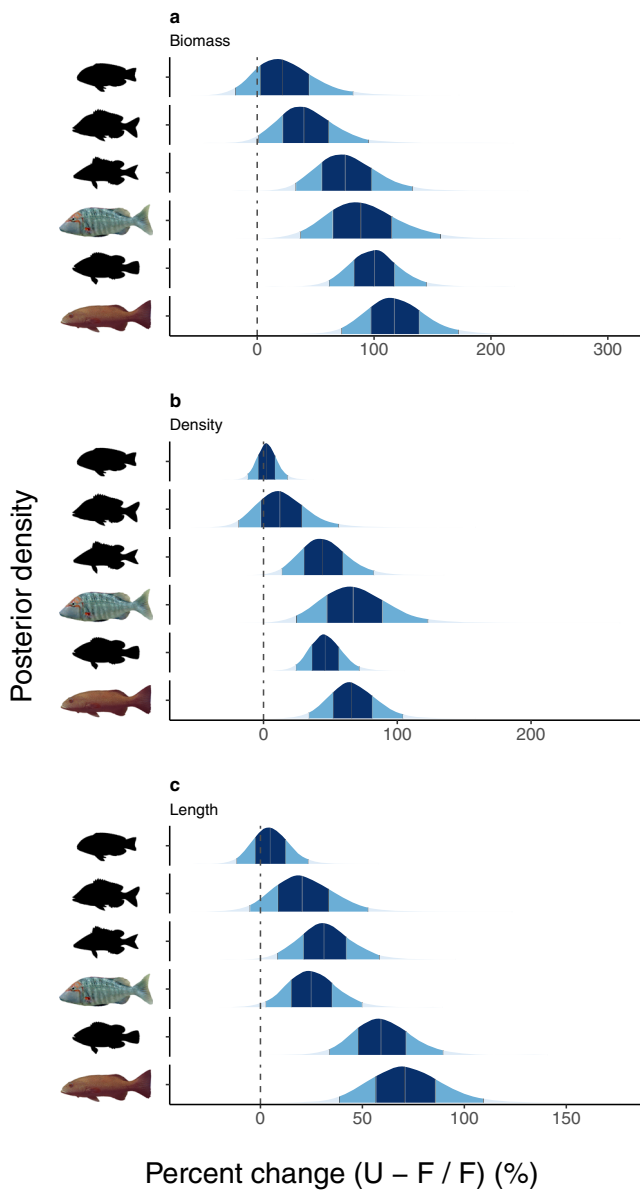 a
Biomass
0
100
200
300
b
Density
0
100
200
Posterior density
c
Length
0
50
100
150
Percent change (U − F / F) (%)